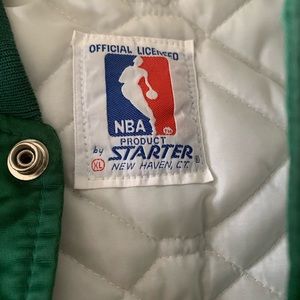 OFFICIAL LICENSED
NBA
PRODUCT
by STARTER
XL
NEW HAVEN, CT.